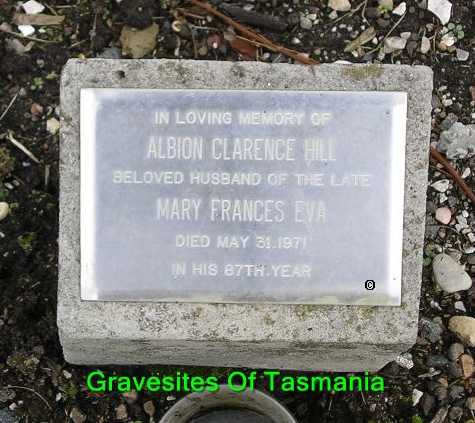 IN LOVING MEMORY OF
ALBION CLARENCE HILL
BELOVED HUSBAND OF THE LATE
MARY FRANCES EVA
DIED MAY 31.1971
IN HIS 87TH.YEAR
©
Gravesites Of Tasmania